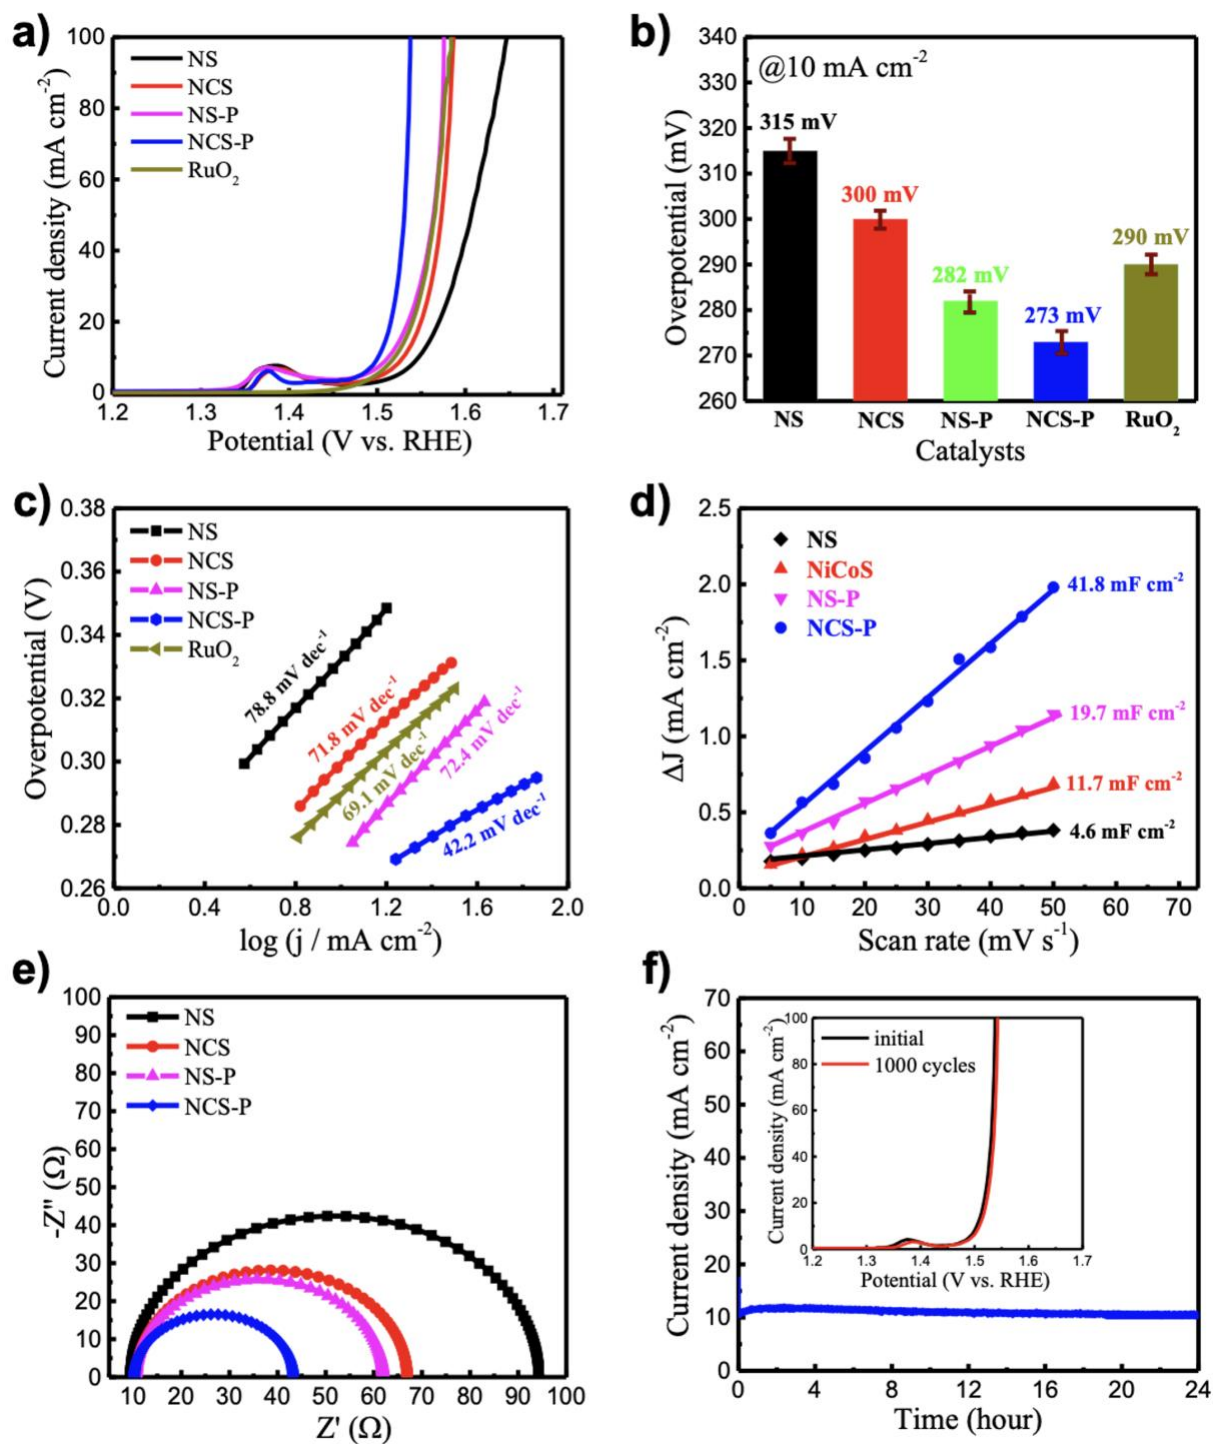 a)
100
80
60
40
20
0
Current density (mA cm⁻²)
NS
NCS
NS-P
NCS-P
RuO₂
1.2 1.3 1.4 1.5 1.6 1.7
Potential (V vs. RHE)
b)
340
330
320
310
300
290
280
270
260
Overpotential (mV)
@10 mA cm⁻²
315 mV
300 mV
282 mV
273 mV
290 mV
NS NCS NS-P NCS-P RuO₂
Catalysts
c)
0.38
0.36
0.34
0.32
0.30
0.28
0.26
Overpotential (V)
NS
NCS
NS-P
NCS-P
RuO₂
78.8 mV dec⁻¹
71.8 mV dec⁻¹
69.1 mV dec⁻¹
72.4 mV dec⁻¹
42.2 mV dec⁻¹
0.0 0.4 0.8 1.2 1.6 2.0
log (j / mA cm⁻²)
d)
2.5
2.0
1.5
1.0
0.5
0.0
ΔJ (mA cm⁻²)
NS
NiCoS
NS-P
NCS-P
41.8 mF cm⁻²
19.7 mF cm⁻²
11.7 mF cm⁻²
4.6 mF cm⁻²
0 10 20 30 40 50 60 70
Scan rate (mV s⁻¹)
e)
100
90
80
70
60
50
40
30
20
10
0
-Z" (Ω)
NS
NCS
NS-P
NCS-P
10 20 30 40 50 60 70 80 90 100
Z' (Ω)
f)
70
60
50
40
30
20
10
0
Current density (mA cm⁻²)
100
80
60
40
20
0
Current density (mA cm⁻²)
initial
1000 cycles
1.2 1.3 1.4 1.5 1.6 1.7
Potential (V vs. RHE)
0 4 8 12 16 20 24
Time (hour)